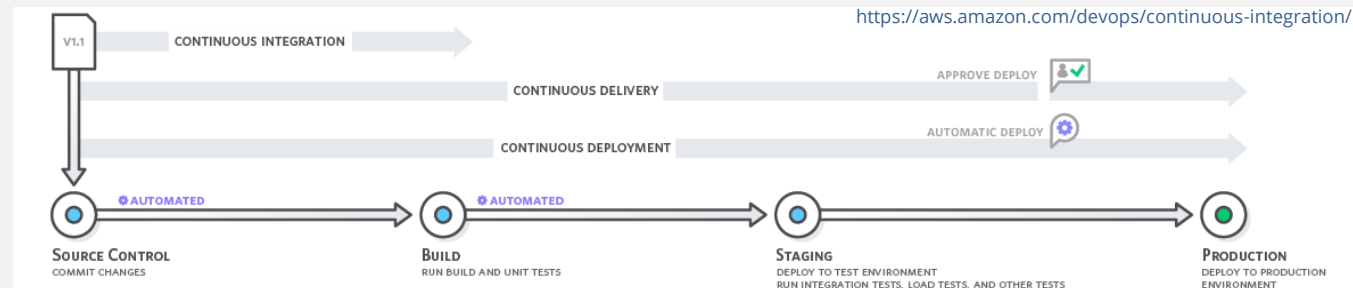 https://aws.amazon.com/devops/continuous-integration/
V1.1
CONTINUOUS INTEGRATION
APPROVE DEPLOY
CONTINUOUS DELIVERY
AUTOMATIC DEPLOY
CONTINUOUS DEPLOYMENT
AUTOMATED
AUTOMATED
SOURCE CONTROL
COMMIT CHANGES
BUILD
RUN BUILD AND UNIT TESTS
STAGING
DEPLOY TO TEST ENVIRONMENT
RUN INTEGRATION TESTS, LOAD TESTS, AND OTHER TESTS
PRODUCTION
DEPLOY TO PRODUCTION
ENVIRONMENT